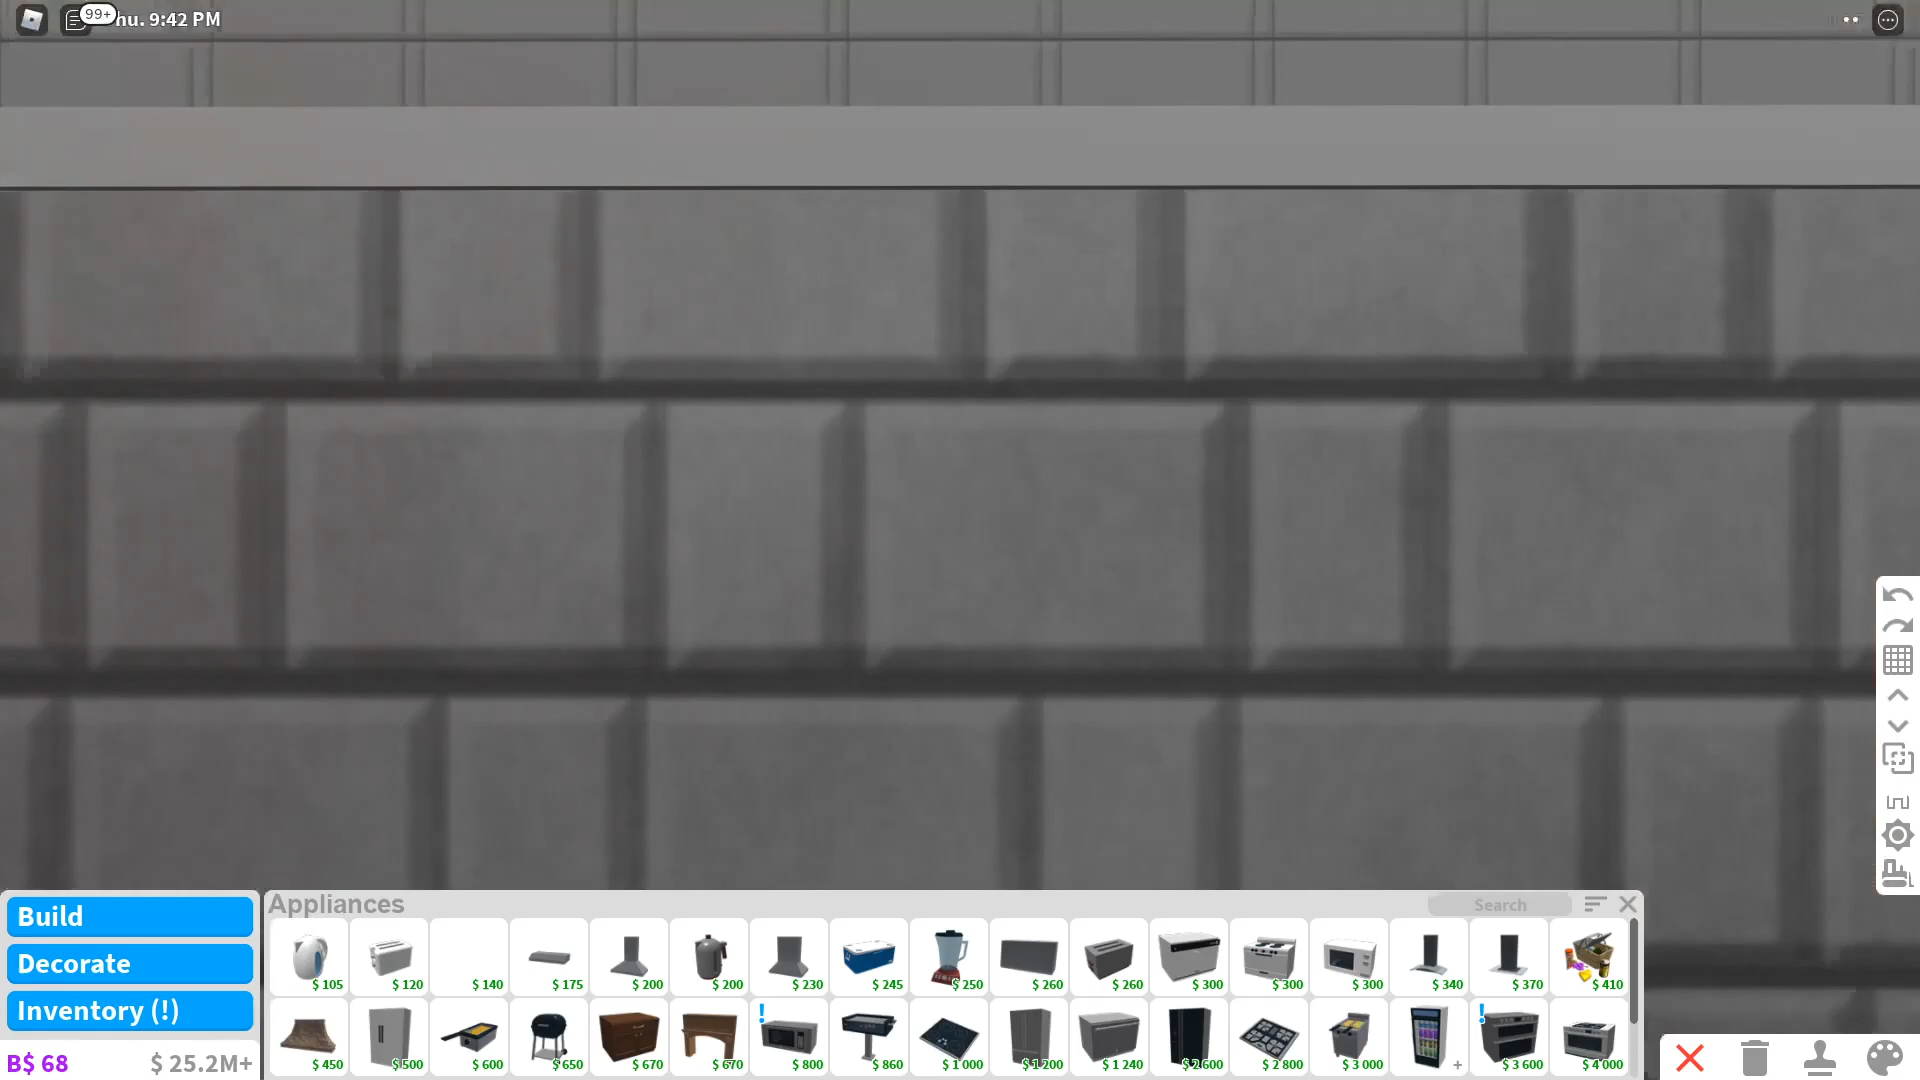 99+
hu. 9:42 PM
Build
Decorate
Inventory (!)
B$ 68
$ 25.2M+
Appliances
Search
$ 105
$ 120
$ 140
$ 175
$ 200
$ 200
$ 230
$ 245
$ 250
$ 260
$ 260
$ 300
$ 300
$ 300
$ 340
$ 370
$ 410
$ 450
$ 500
$ 600
$ 650
$ 670
$ 670
!
$ 800
$ 860
$ 1 000
$ 1 200
$ 1 240
$ 2 600
$ 2 800
$ 3 000
+
!
$ 3 600
$ 4 000